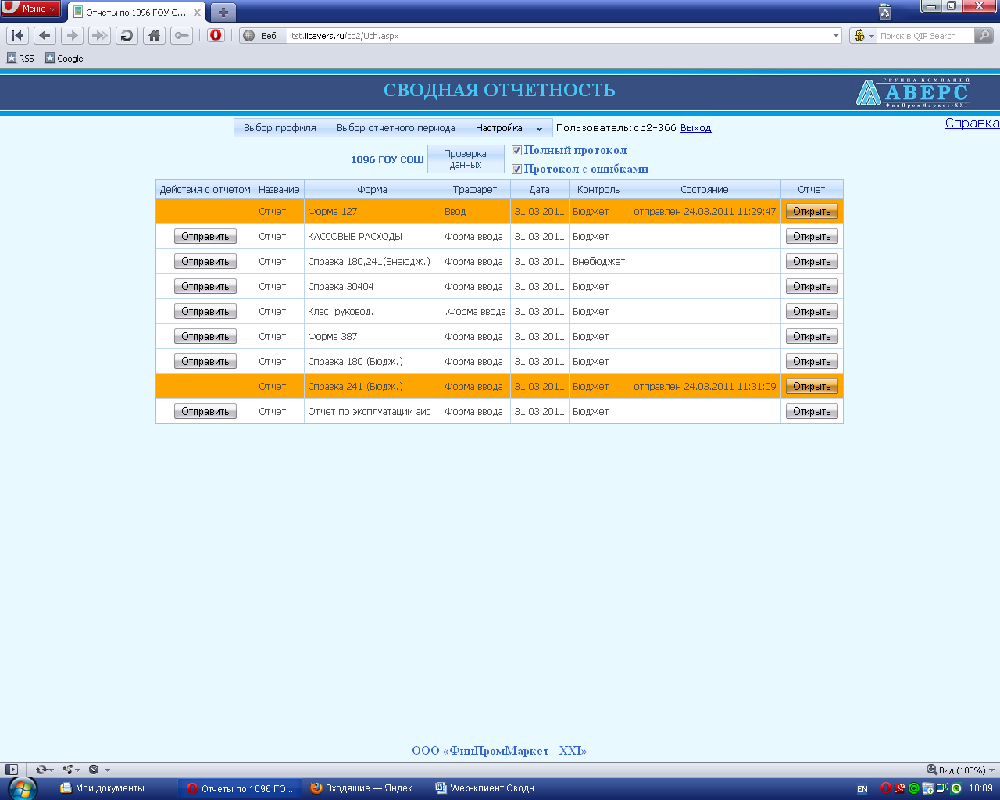 Меню
Отчеты по 1096 ГОУ С...
Веб
tst.iicavers.ru/cb2/Uch.aspx
Поиск в QIP Search
RSS Google
СВОДНАЯ ОТЧЕТНОСТЬ
ГРУППА КОМПАНИЙ
АВЕРС
ФинПромМаркет-XXI
Выбор профиля Выбор отчетного периода Настройка Пользователь:cb2-366 Выход
Справка
1096 ГОУ СОШ
Проверка данных
Полный протокол
Протокол с ошибками
Действия с отчетом Название Форма Трафарет Дата Контроль Состояние Отчет
Отчет__ Форма 127 Ввод 31.03.2011 Бюджет отправлен 24.03.2011 11:29:47 Открыть
Отправить Отчет__ КАССОВЫЕ РАСХОДЫ_ Форма ввода 31.03.2011 Бюджет Открыть
Отправить Отчет__ Справка 180,241(Внеюдж.) Форма ввода 31.03.2011 Внебюджет Открыть
Отправить Отчет__ Справка 30404 Форма ввода 31.03.2011 Бюджет Открыть
Отправить Отчет__ Клас. руковод._ .Форма ввода 31.03.2011 Бюджет Открыть
Отправить Отчет_ Форма 387 Форма ввода 31.03.2011 Бюджет Открыть
Отправить Отчет_ Справка 180 (Бюдж.) Форма ввода 31.03.2011 Бюджет Открыть
Отчет_ Справка 241 (Бюдж.) Форма ввода 31.03.2011 Бюджет отправлен 24.03.2011 11:31:09 Открыть
Отправить Отчет_ Отчет по эксплуатации аис_ Форма ввода 31.03.2011 Бюджет Открыть
ООО «ФинПромМаркет - XXI»
Вид (100%)
Мои документы Отчеты по 1096 ГО... Входящие — Яндек... Web-клиент Сводн... EN 10:09